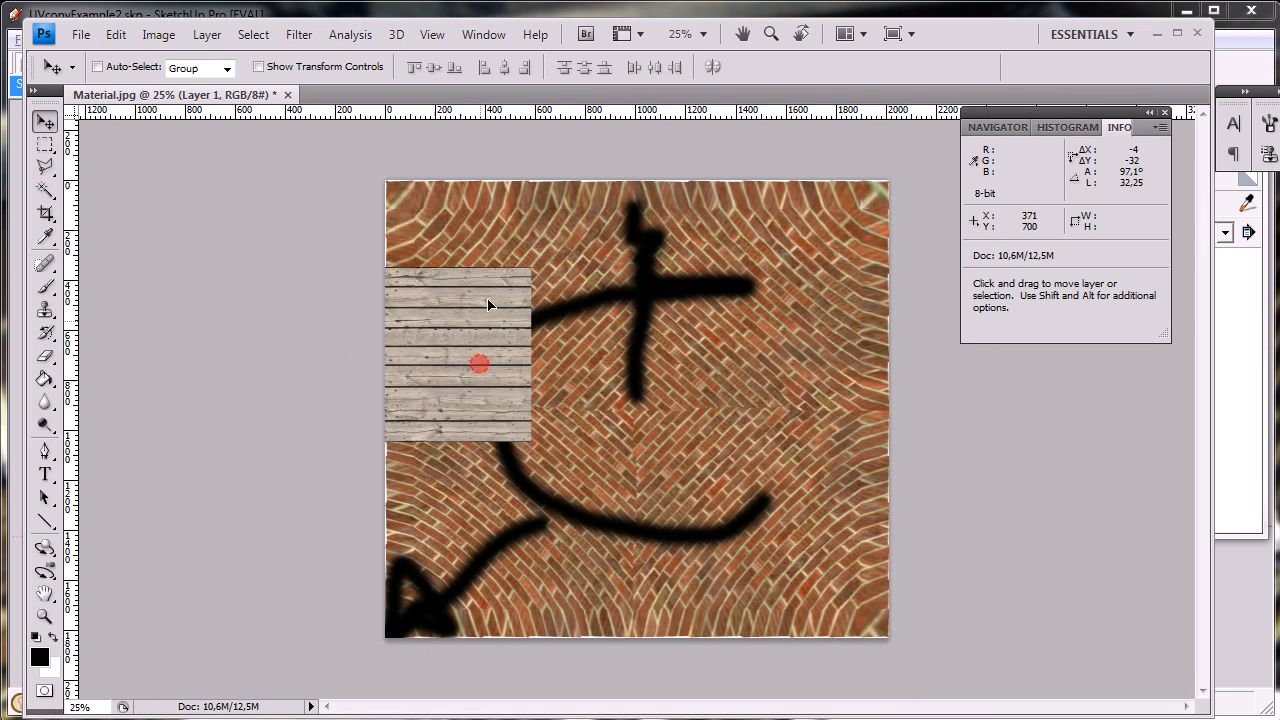 UVcopyExample2.skp - SketchUp Pro [EVAL]
Ps File Edit Image Layer Select Filter Analysis 3D View Window Help Br 25% ESSENTIALS
Auto-Select: Group Show Transform Controls
Material.jpg @ 25% (Layer 1, RGB/8#) *
1200 1000 800 600 400 200 0 200 400 600 800 1000 1200 1400 1600 1800 2000 2200
NAVIGATOR HISTOGRAM INFO
R: ΔX: -4
G: ΔY: -32
B: A: 97,1°
L: 32,25
8-bit
X: 371 W:
Y: 700 H:
Doc: 10,6M/12,5M
Click and drag to move layer or
selection. Use Shift and Alt for additional
options.
25% Doc: 10,6M/12,5M